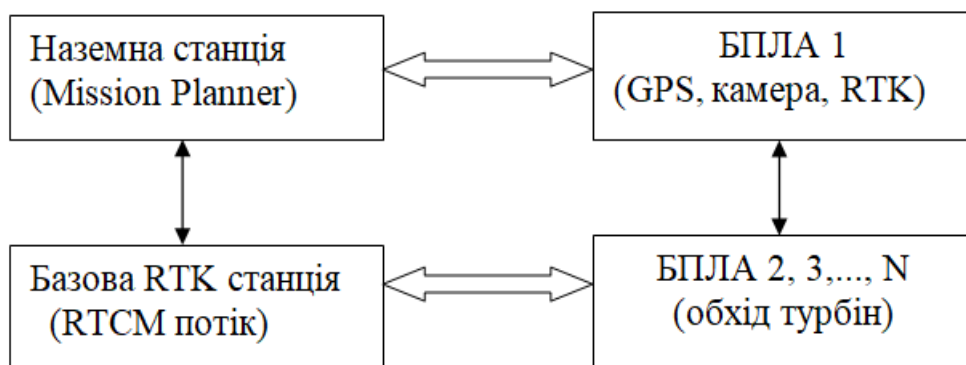 Наземна станція
(Mission Planner)
БПЛА 1
(GPS, камера, RTK)
Базова RTK станція
(RTCM потік)
БПЛА 2, 3,..., N
(обхід турбін)